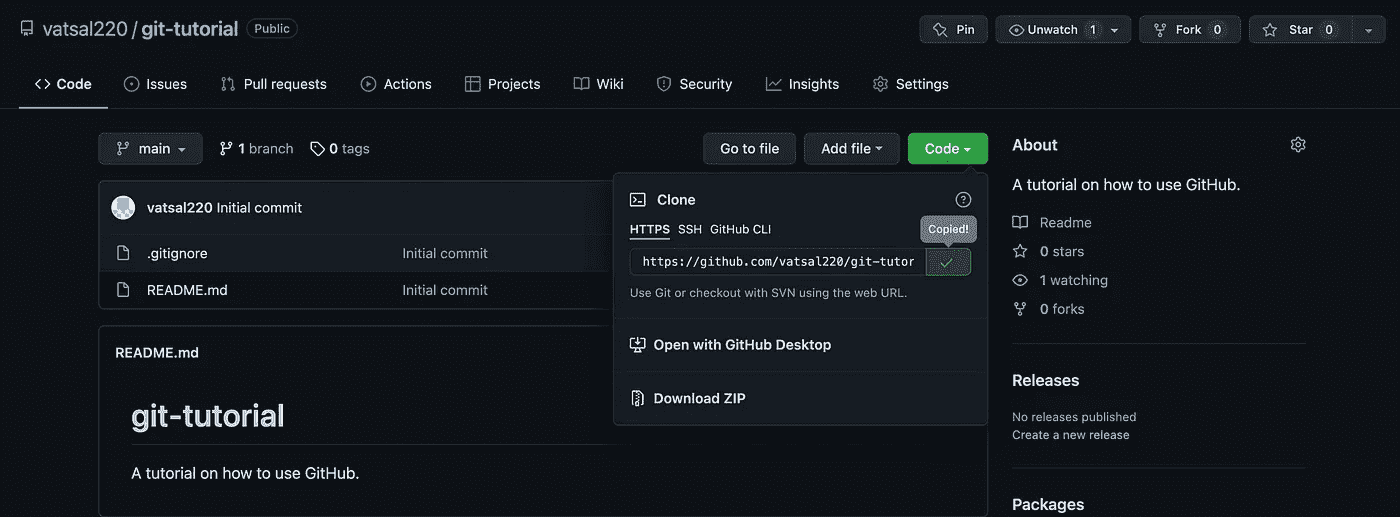 vatsal220 / git-tutorial Public
Pin Unwatch 1 Fork 0 Star 0
Code Issues Pull requests Actions Projects Wiki Security Insights Settings
main 1 branch 0 tags
Go to file Add file Code
vatsal220 Initial commit
.gitignore Initial commit
README.md Initial commit
Clone
HTTPS SSH GitHub CLI
Copied!
https://github.com/vatsal220/git-tutor
Use Git or checkout with SVN using the web URL.
Open with GitHub Desktop
Download ZIP
README.md
git-tutorial
A tutorial on how to use GitHub.
About
A tutorial on how to use GitHub.
Readme
0 stars
1 watching
0 forks
Releases
No releases published
Create a new release
Packages